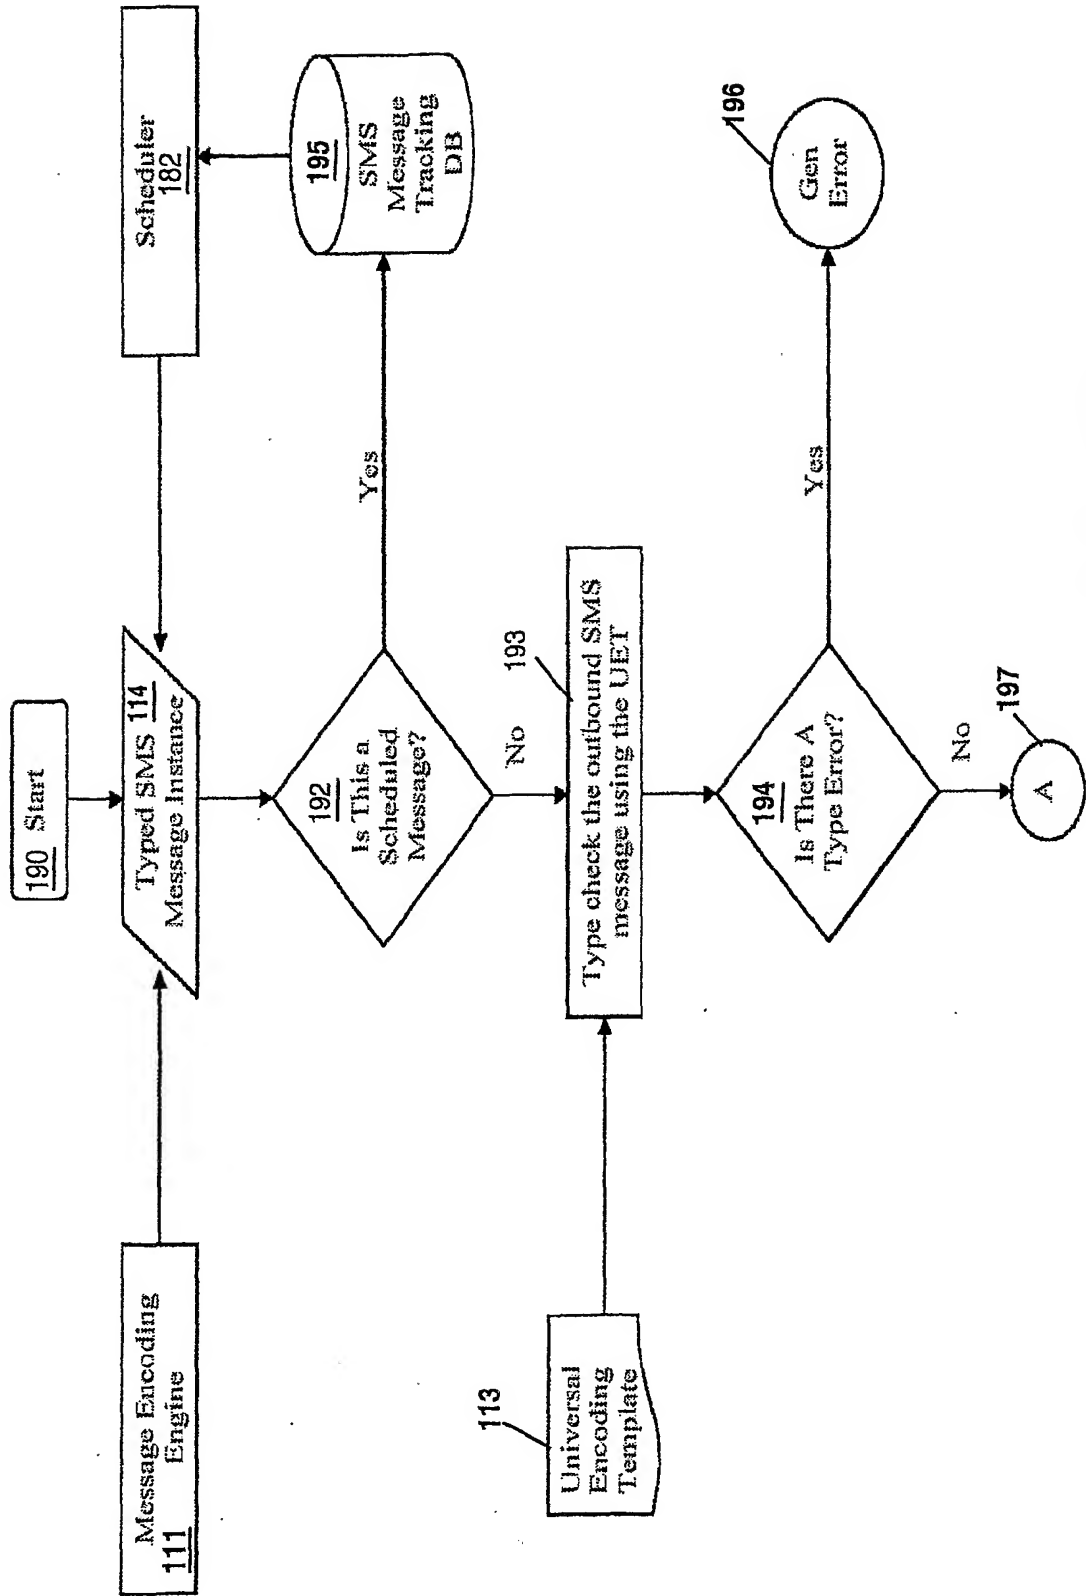 190 Start
Message Encoding
111 Engine
Typed SMS 114
Message Instance
Scheduler
182
192
Is This a
Scheduled
Message?
Yes
195
SMS
Message
Tracking
DB
No
113
Universal
Encoding
Template
193
Type check the outbound SMS
message using the UET
194
Is There A
Type Error?
Yes
196
Gen
Error
No
197
A